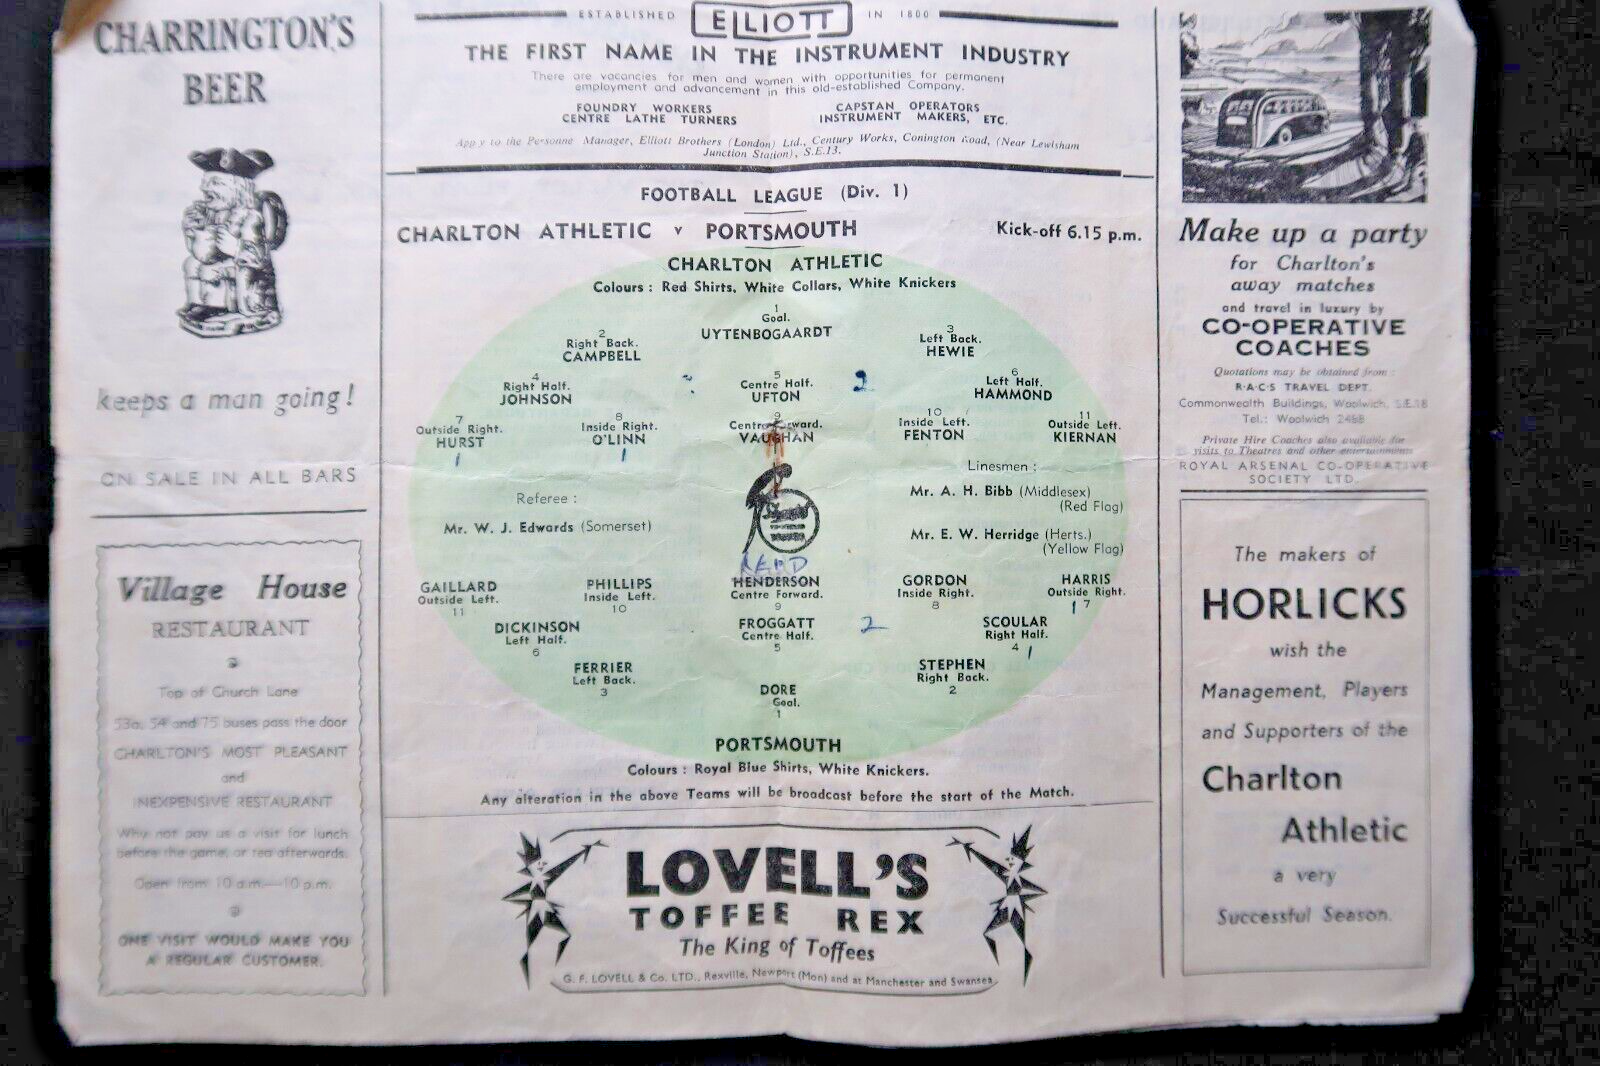 CHARRINGTON'S
BEER
keeps a man going!
ON SALE IN ALL BARS
Village House
RESTAURANT
Top of Church Lane
53a, 54 and 75 buses pass the door
CHARLTON'S MOST PLEASANT
and
INEXPENSIVE RESTAURANT
Why not pay us a visit for lunch
before the game, or tea afterwards.
Open from 10 a.m.—10 p.m.
ONE VISIT WOULD MAKE YOU
A REGULAR CUSTOMER.
ESTABLISHED ELLIOTT IN 1800
THE FIRST NAME IN THE INSTRUMENT INDUSTRY
There are vacancies for men and women with opportunities for permanent
employment and advancement in this old-established Company.
FOUNDRY WORKERS CAPSTAN OPERATORS
CENTRE LATHE TURNERS INSTRUMENT MAKERS, ETC.
App y to the Personne Manager, Elliott Brothers (London) Ltd., Century Works, Conington Road, (Near Lewisham
Junction Station), S.E.13.
FOOTBALL LEAGUE (Div. 1)
CHARLTON ATHLETIC v PORTSMOUTH Kick-off 6.15 p.m.
CHARLTON ATHLETIC
Colours : Red Shirts, White Collars, White Knickers
1
Goal.
UYTENBOGAARDT
2
Right Back.
CAMPBELL
3
Left Back.
HEWIE
4
Right Half.
JOHNSON
5
Centre Half.
UFTON
2
6
Left Half.
HAMMOND
7
Outside Right.
HURST
1
8
Inside Right.
O'LINN
1
9
Centre Forward.
VAUGHAN
10
Inside Left.
FENTON
11
Outside Left.
KIERNAN
Referee :
Mr. W. J. Edwards (Somerset)
Linesmen :
Mr. A. H. Bibb (Middlesex)
(Red Flag)
Mr. E. W. Herridge (Herts.)
(Yellow Flag)
GAILLARD
Outside Left.
11
PHILLIPS
Inside Left.
10
HENDERSON
Centre Forward.
9
GORDON
Inside Right.
8
HARRIS
Outside Right.
1 7
DICKINSON
Left Half.
6
FROGGATT
Centre Half.
5
2
SCOULAR
Right Half.
4
1
FERRIER
Left Back.
3
STEPHEN
Right Back.
2
DORE
Goal.
1
PORTSMOUTH
Colours : Royal Blue Shirts, White Knickers.
Any alteration in the above Teams will be broadcast before the start of the Match.
LOVELL'S
TOFFEE REX
The King of Toffees
G. F. LOVELL & Co. LTD., Rexville, Newport (Mon) and at Manchester and Swansea
Make up a party
for Charlton's
away matches
and travel in luxury by
CO-OPERATIVE
COACHES
Quotations may be obtained from :
R·A·C·S TRAVEL DEPT.
Commonwealth Buildings, Woolwich, S.E.18
Tel.: Woolwich 2468
Private Hire Coaches also available for
visits to Theatres and other entertainments
ROYAL ARSENAL CO-OPERATIVE
SOCIETY LTD.
The makers of
HORLICKS
wish the
Management, Players
and Supporters of the
Charlton
Athletic
a very
Successful Season.